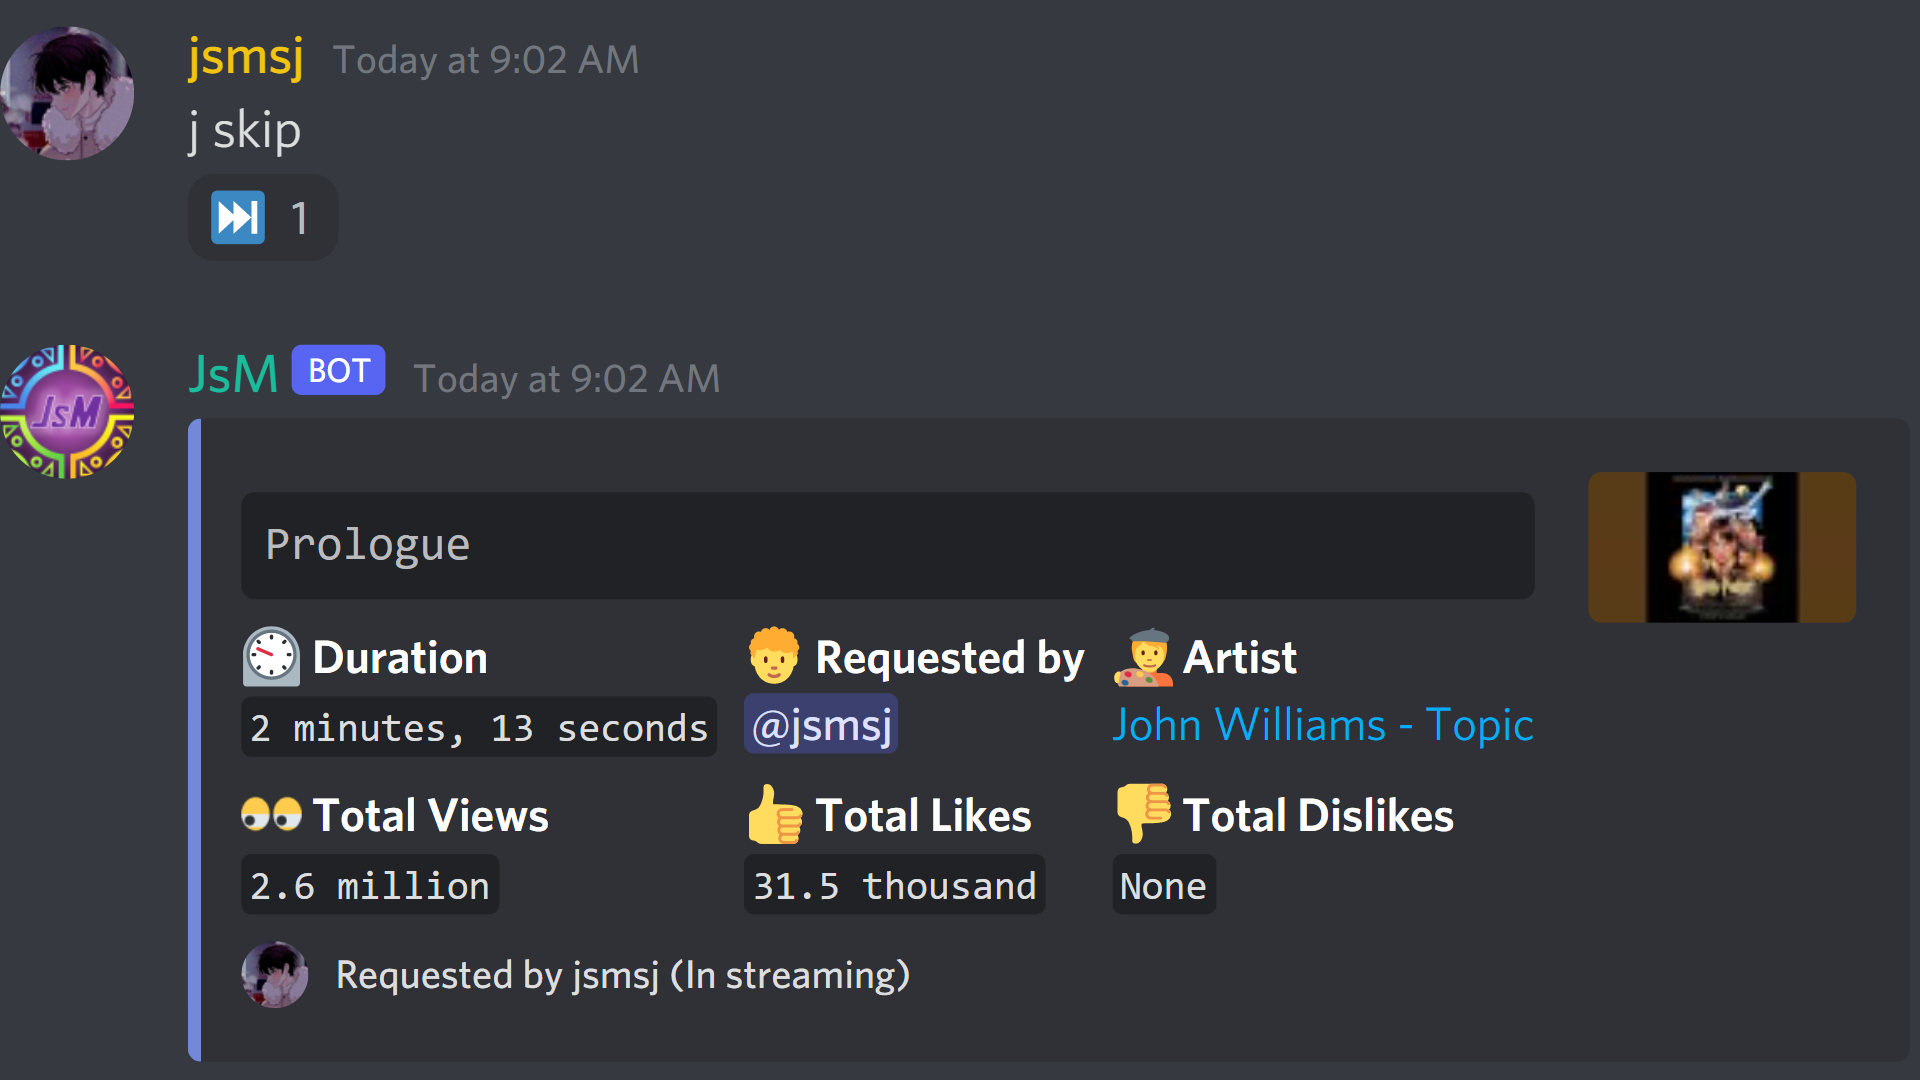 jsmsj Today at 9:02 AM
j skip
1
JsM BOT Today at 9:02 AM
JsM
Prologue
Duration Requested by Artist
2 minutes, 13 seconds @jsmsj John Williams - Topic
Total Views Total Likes Total Dislikes
2.6 million 31.5 thousand None
Requested by jsmsj (In streaming)